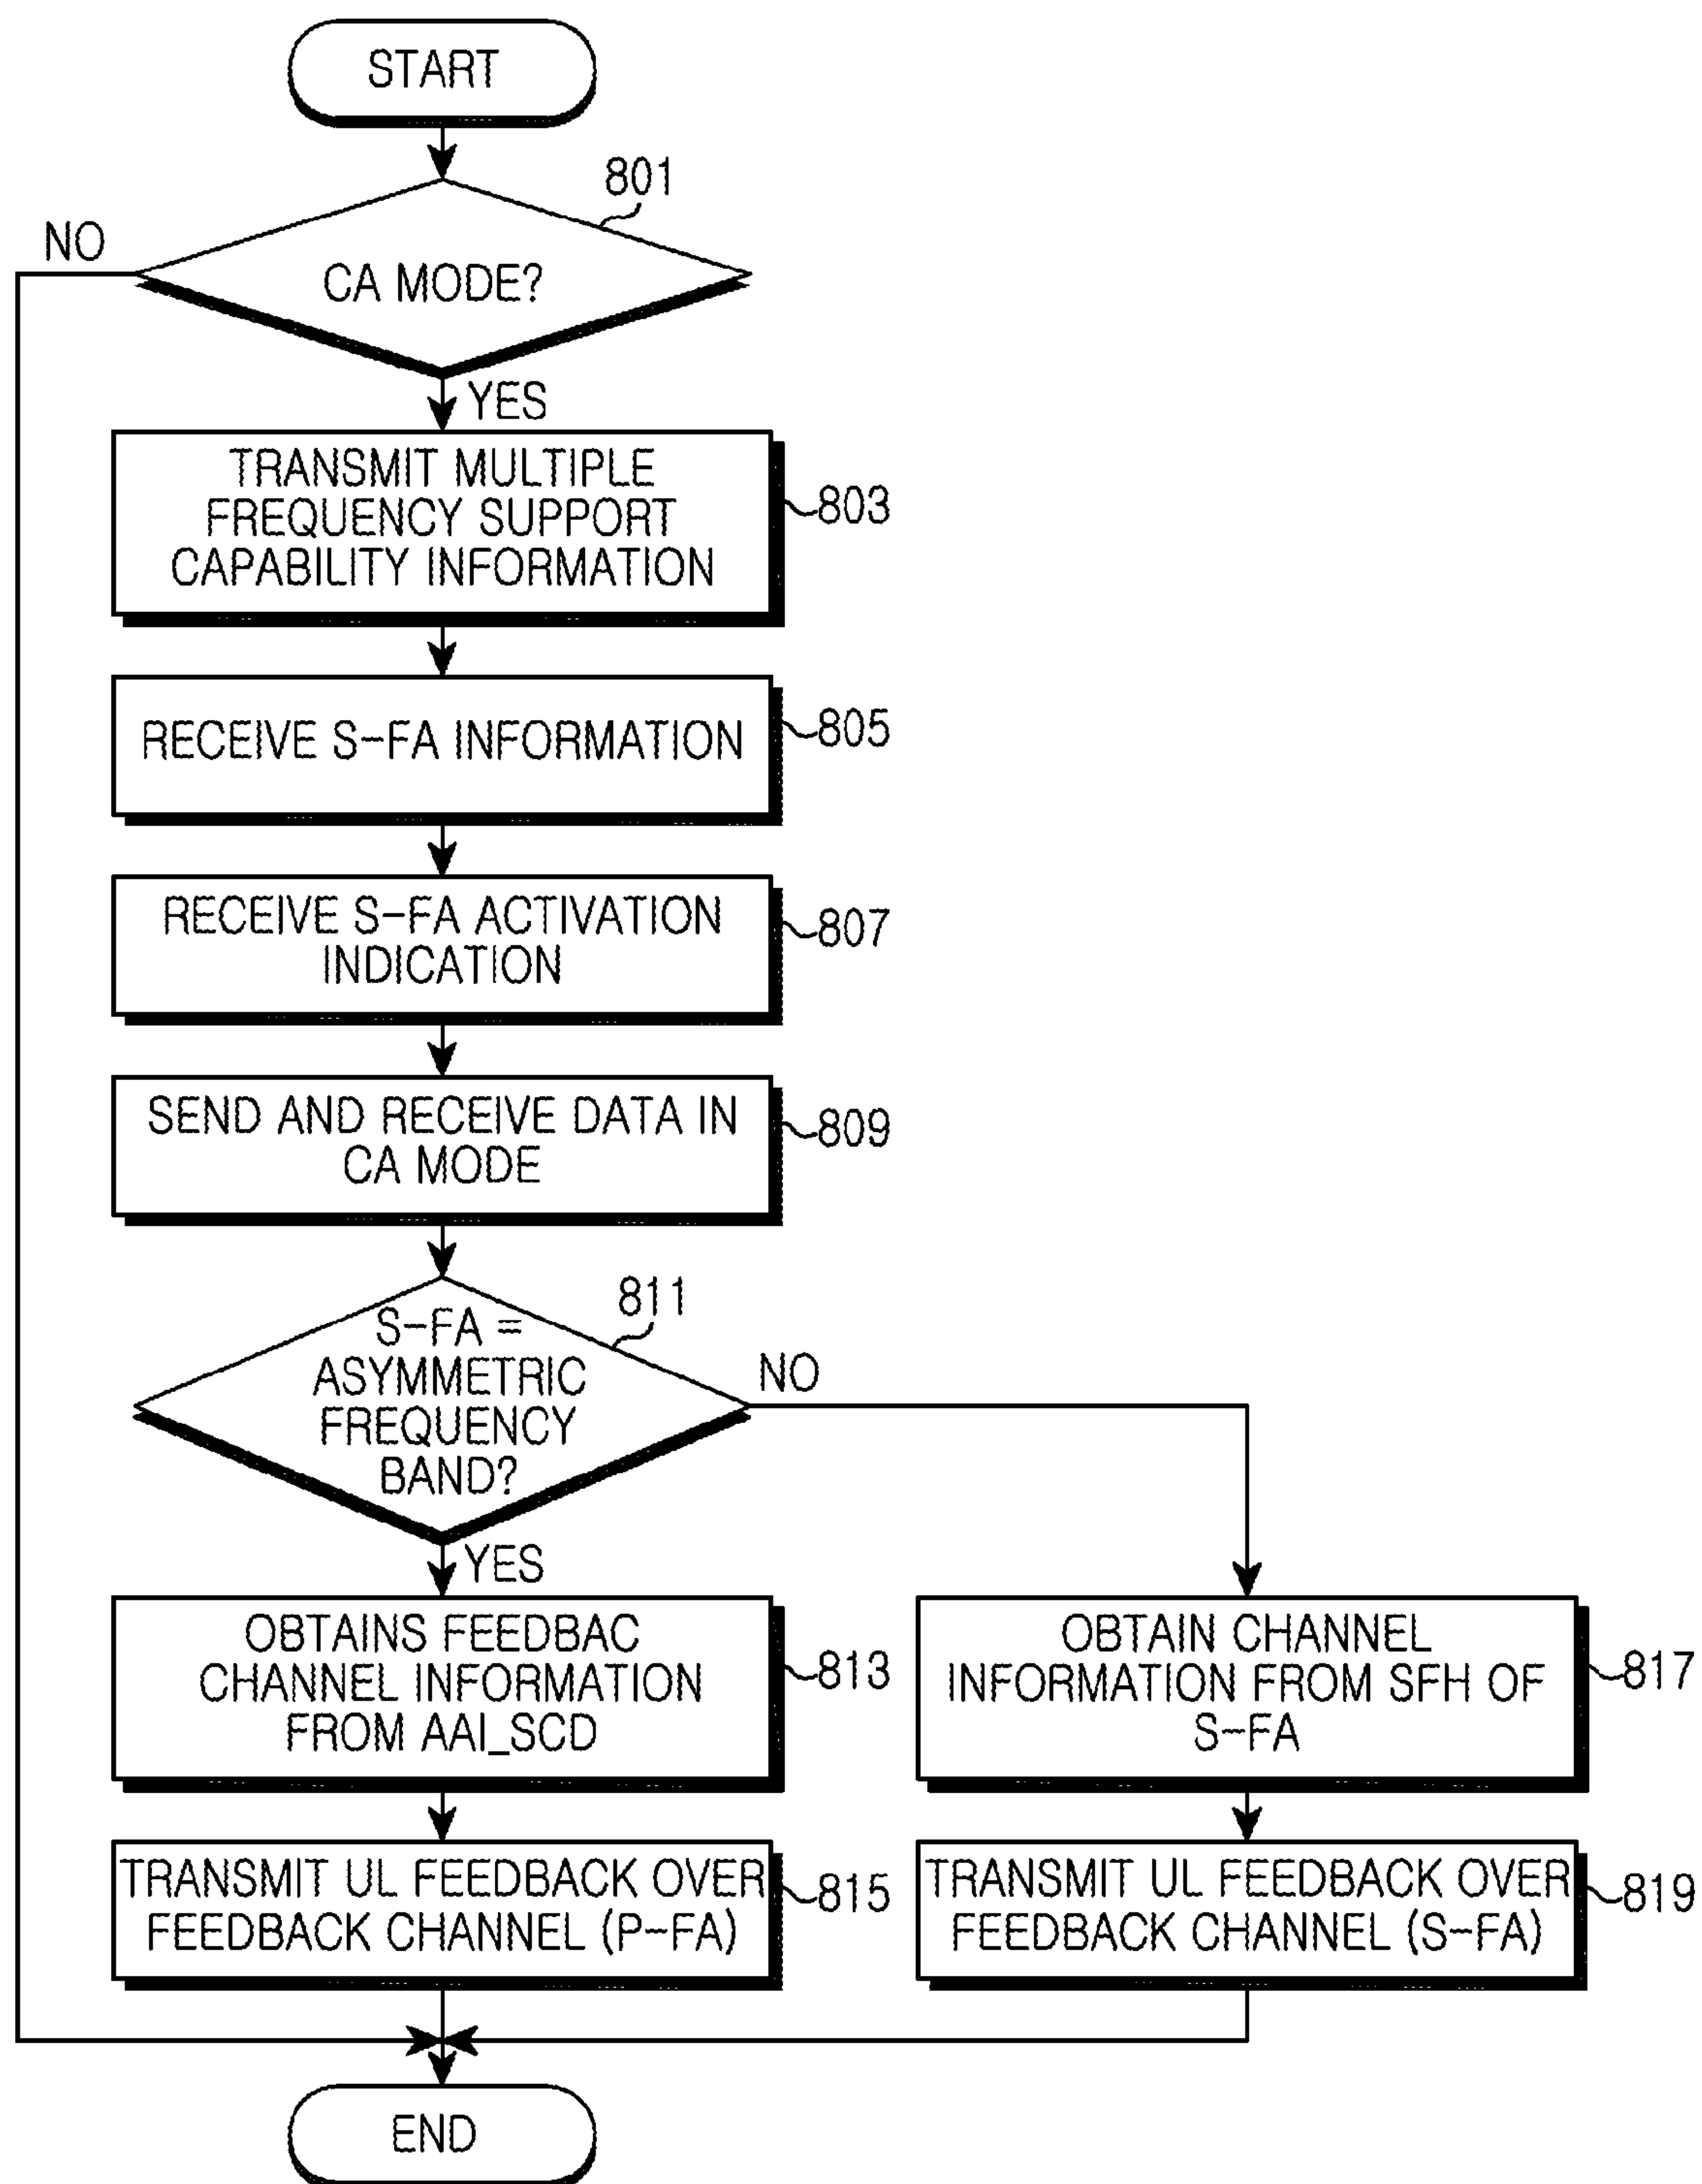 START
801
NO
CA MODE?
YES
TRANSMIT MULTIPLE
FREQUENCY SUPPORT
CAPABILITY INFORMATION
803
RECEIVE S-FA INFORMATION
805
RECEIVE S-FA ACTIVATION
INDICATION
807
SEND AND RECEIVE DATA IN
CA MODE
809
811
S-FA =
ASYMMETRIC
FREQUENCY
BAND?
NO
YES
OBTAINS FEEDBAC
CHANNEL INFORMATION
FROM AAI_SCD
813
OBTAIN CHANNEL
INFORMATION FROM SFH OF
S-FA
817
TRANSMIT UL FEEDBACK OVER
FEEDBACK CHANNEL (P-FA)
815
TRANSMIT UL FEEDBACK OVER
FEEDBACK CHANNEL (S-FA)
819
END